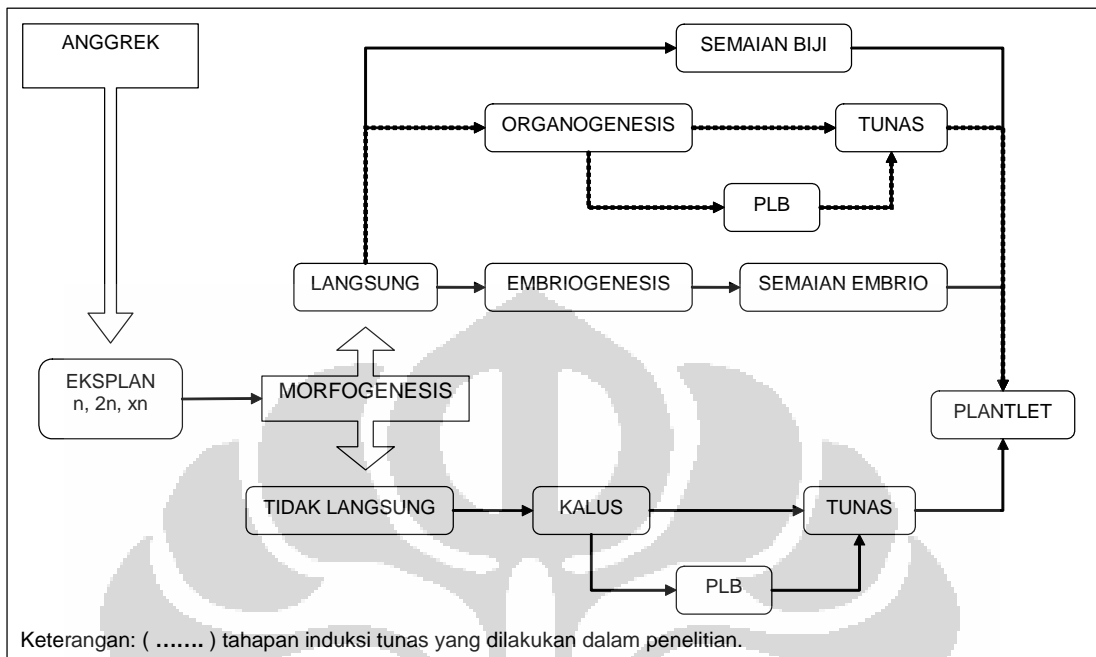 ANGGREK
SEMAIAN BIJI
ORGANOGENESIS
TUNAS
PLB
LANGSUNG
EMBRIOGENESIS
SEMAIAN EMBRIO
EKSPLAN
n, 2n, xn
MORFOGENESIS
PLANTLET
TIDAK LANGSUNG
KALUS
TUNAS
PLB
Keterangan: ( ....... ) tahapan induksi tunas yang dilakukan dalam penelitian.